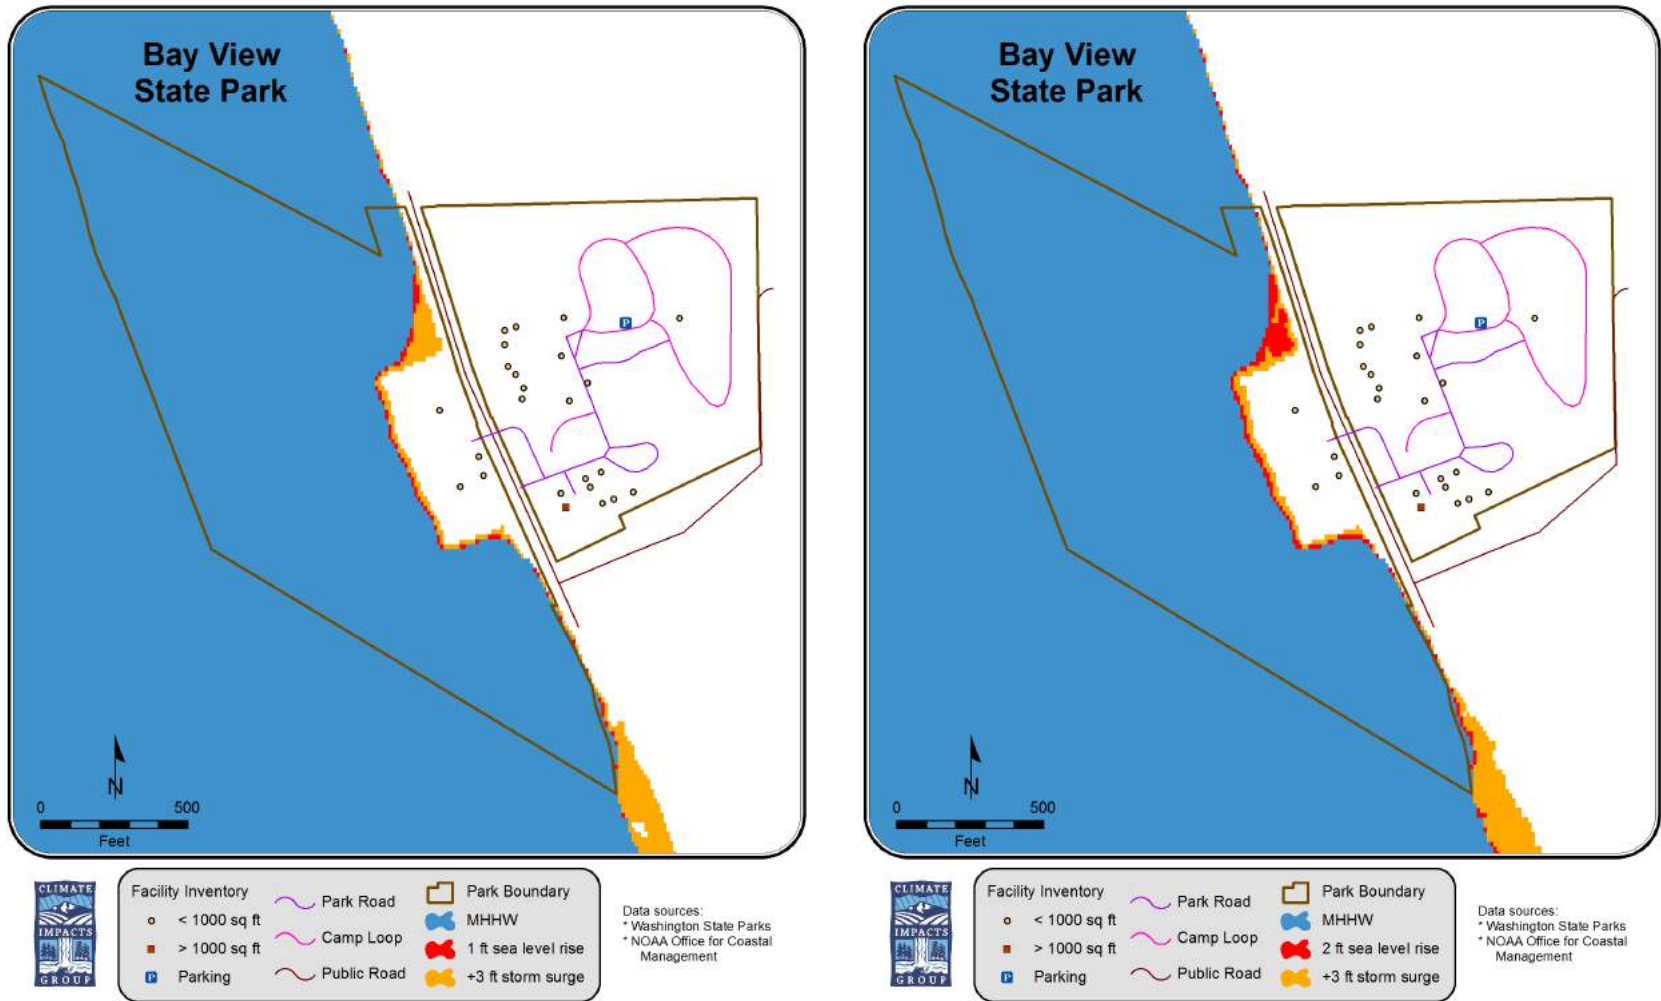 Bay View
State Park
N
0 500
Feet
CLIMATE
IMPACTS
GROUP
Facility Inventory
< 1000 sq ft
> 1000 sq ft
P Parking
Park Road
Camp Loop
Public Road
Park Boundary
MHHW
1 ft sea level rise
+3 ft storm surge
Data sources:
* Washington State Parks
* NOAA Office for Coastal
Management
P
Bay View
State Park
N
0 500
Feet
CLIMATE
IMPACTS
GROUP
Facility Inventory
< 1000 sq ft
> 1000 sq ft
P Parking
Park Road
Camp Loop
Public Road
Park Boundary
MHHW
2 ft sea level rise
+3 ft storm surge
Data sources:
* Washington State Parks
* NOAA Office for Coastal
Management
P